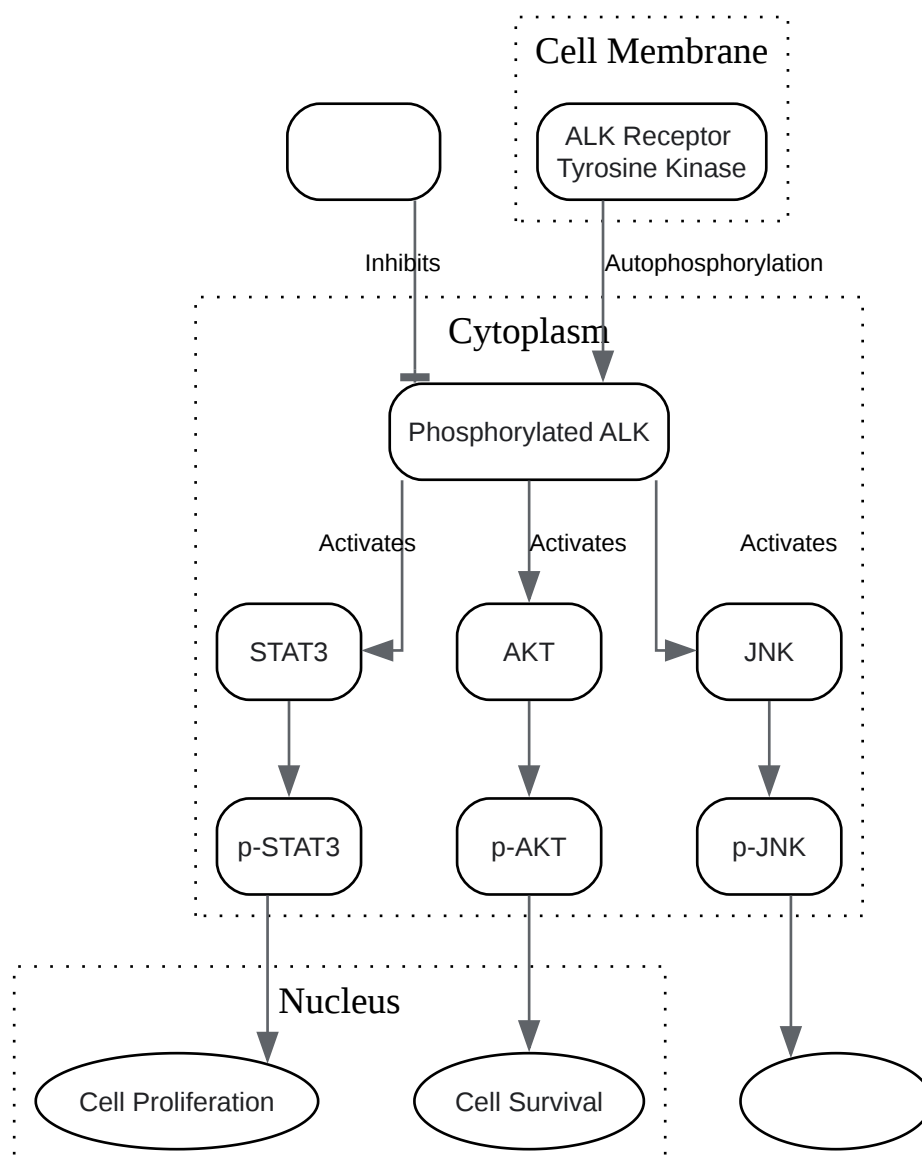 Cell Membrane
ALK Receptor
Tyrosine Kinase
Inhibits
Autophosphorylation
Cytoplasm
Phosphorylated ALK
Activates
Activates
Activates
STAT3
AKT
JNK
p-STAT3
p-AKT
p-JNK
Nucleus
Cell Proliferation
Cell Survival